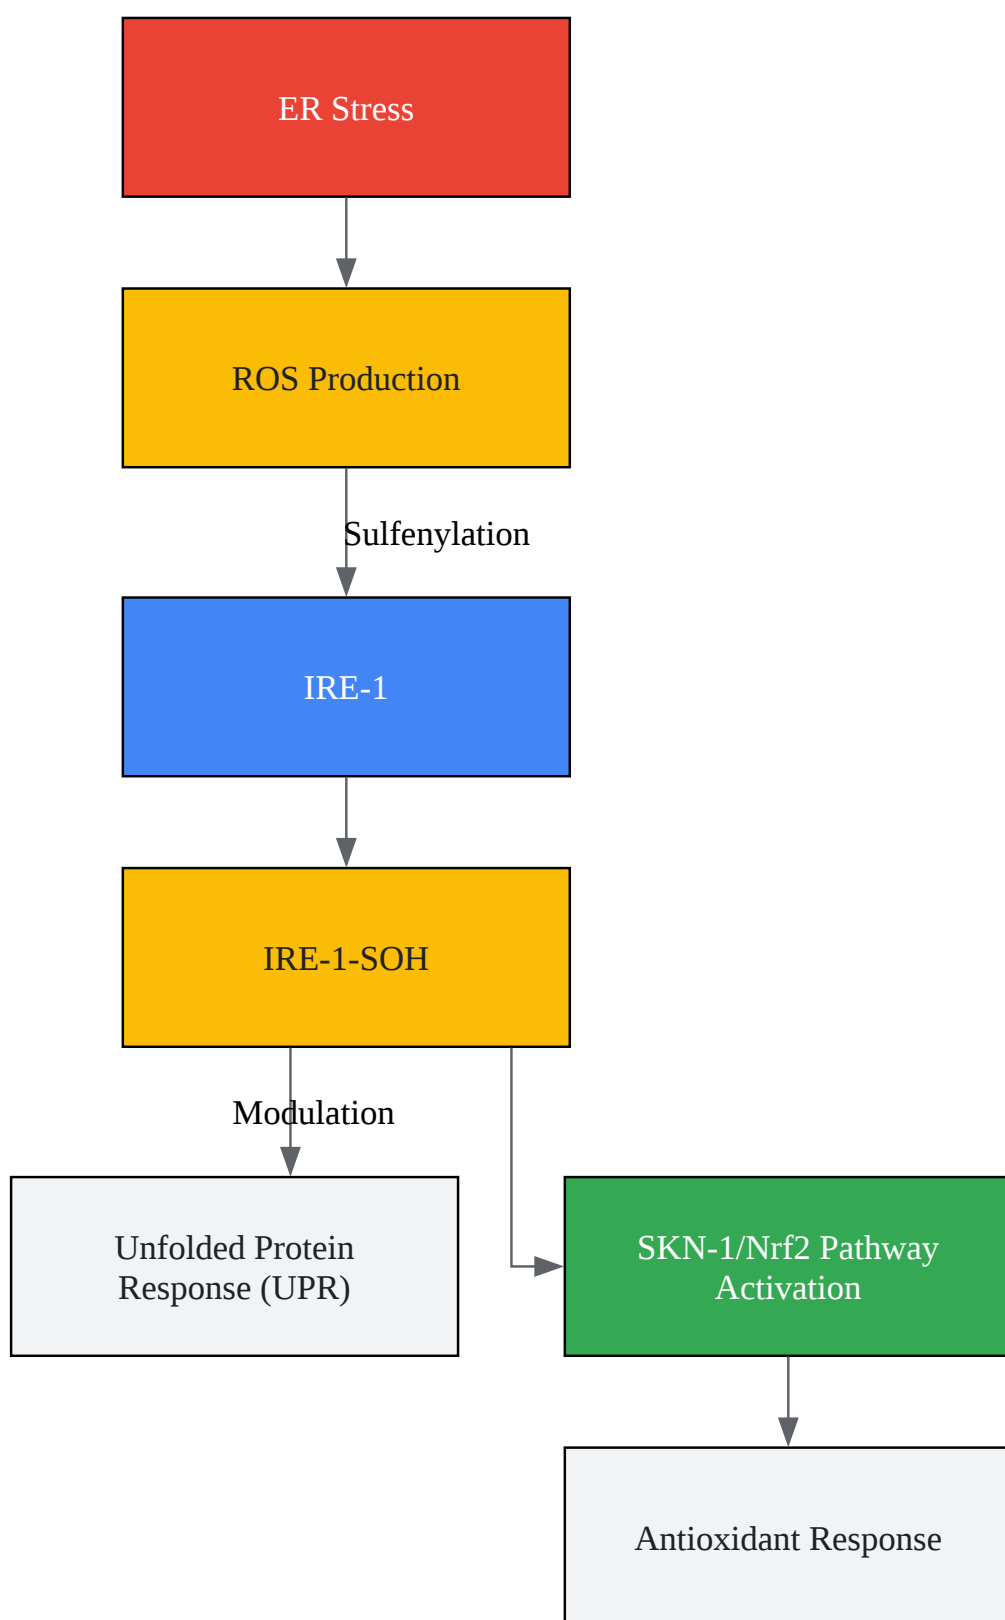 ER Stress
ROS Production
Sulfenylation
IRE-1
IRE-1-SOH
Modulation
Unfolded Protein
Response (UPR)
SKN-1/Nrf2 Pathway
Activation
Antioxidant Response